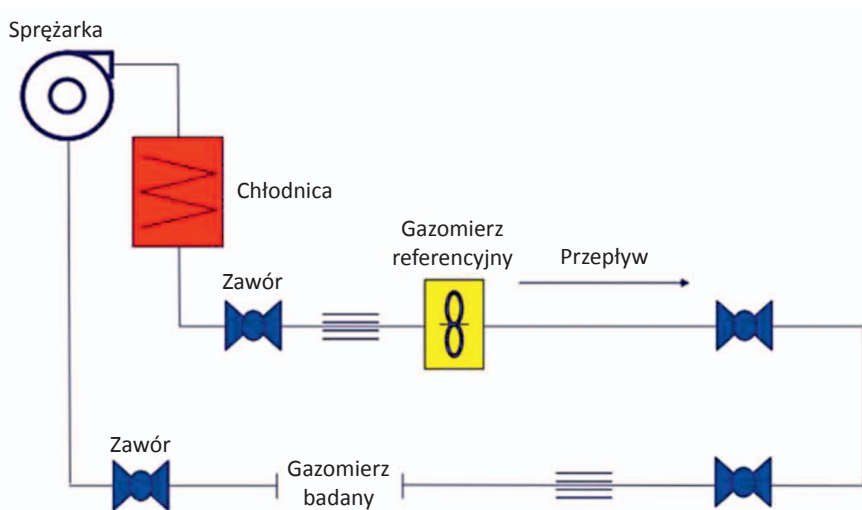 Sprężarka
Chłodnica
Gazomierz
referencyjny
Przepływ
Zawór
Zawór
Gazomierz
badany